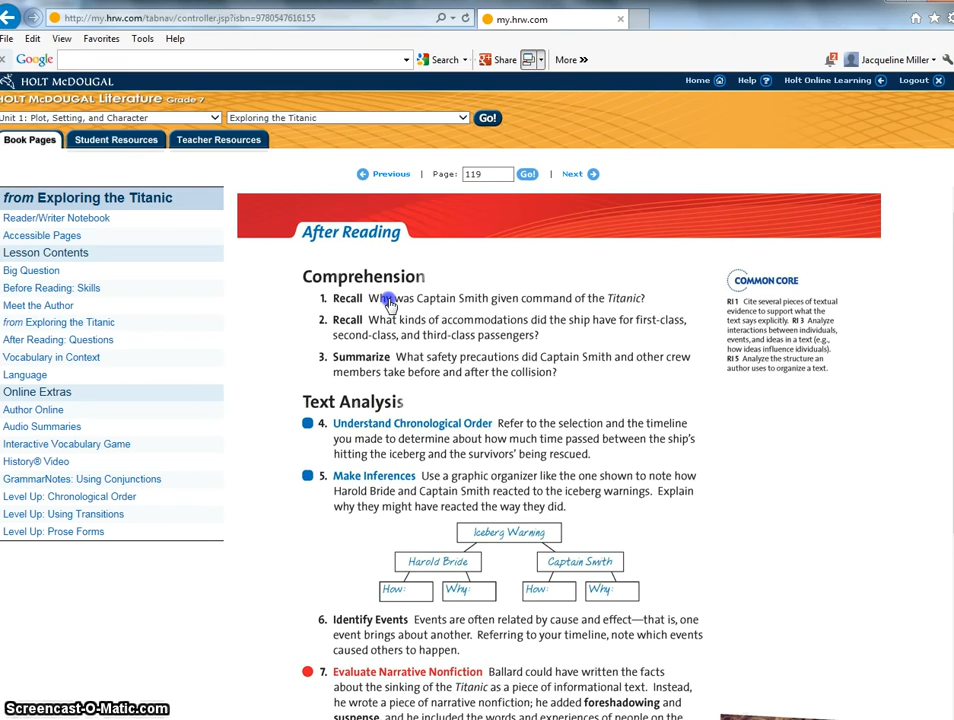 http://my.hrw.com/tabnav/controller.jsp?isbn=9780547616155
my.hrw.com
File Edit View Favorites Tools Help
Google Search Share More »
2 Jacqueline Miller
HOLT McDOUGAL
Home Help ? Holt Online Learning Logout
HOLT McDOUGAL Literature Grade 7
Unit 1: Plot, Setting, and Character Exploring the Titanic Go!
Book Pages Student Resources Teacher Resources
Previous | Page: 119 Go! | Next
from Exploring the Titanic
Reader/Writer Notebook
Accessible Pages
Lesson Contents
Big Question
Before Reading: Skills
Meet the Author
from Exploring the Titanic
After Reading: Questions
Vocabulary in Context
Language
Online Extras
Author Online
Audio Summaries
Interactive Vocabulary Game
History® Video
GrammarNotes: Using Conjunctions
Level Up: Chronological Order
Level Up: Using Transitions
Level Up: Prose Forms
After Reading
Comprehension
1. Recall Why was Captain Smith given command of the Titanic?
2. Recall What kinds of accommodations did the ship have for first-class,
second-class, and third-class passengers?
3. Summarize What safety precautions did Captain Smith and other crew
members take before and after the collision?
Text Analysis
4. Understand Chronological Order Refer to the selection and the timeline
you made to determine about how much time passed between the ship's
hitting the iceberg and the survivors' being rescued.
5. Make Inferences Use a graphic organizer like the one shown to note how
Harold Bride and Captain Smith reacted to the iceberg warnings. Explain
why they might have reacted the way they did.
Iceberg Warning
Harold Bride Captain Smith
How: Why: How: Why:
6. Identify Events Events are often related by cause and effect—that is, one
event brings about another. Referring to your timeline, note which events
caused others to happen.
7. Evaluate Narrative Nonfiction Ballard could have written the facts
about the sinking of the Titanic as a piece of informational text. Instead,
he wrote a piece of narrative nonfiction; he added foreshadowing and
suspense, and he included the words and experiences of people on the
COMMON CORE
RI 1 Cite several pieces of textual
evidence to support what the
text says explicitly. RI 3 Analyze
interactions between individuals,
events, and ideas in a text (e.g.,
how ideas influence idividuals).
RI 5 Analyze the structure an
author uses to organize a text.
Screencast-O-Matic.com